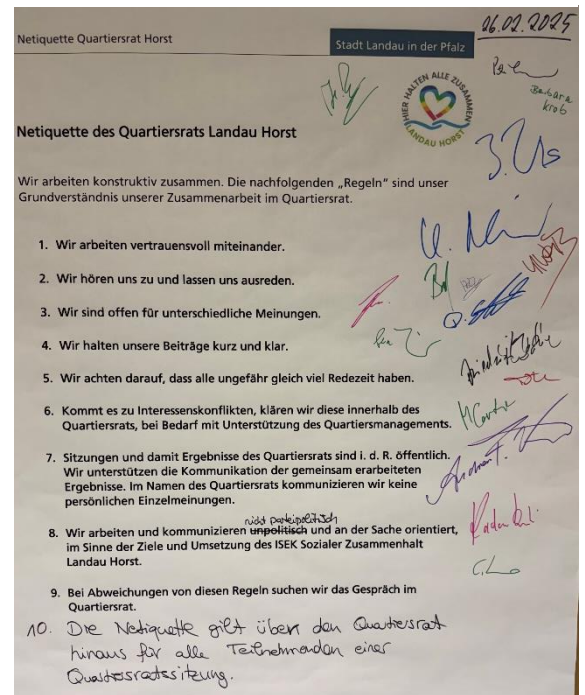 26.02.2025
Netiquette Quartiersrat Horst
Stadt Landau in der Pfalz
Barbara
Krob
HIER HALTEN ALLE ZUSAMMEN
LANDAU HORST
Netiquette des Quartiersrats Landau Horst
Wir arbeiten konstruktiv zusammen. Die nachfolgenden „Regeln“ sind unser
Grundverständnis unserer Zusammenarbeit im Quartiersrat.
1. Wir arbeiten vertrauensvoll miteinander.
2. Wir hören uns zu und lassen uns ausreden.
3. Wir sind offen für unterschiedliche Meinungen.
4. Wir halten unsere Beiträge kurz und klar.
5. Wir achten darauf, dass alle ungefähr gleich viel Redezeit haben.
6. Kommt es zu Interessenskonflikten, klären wir diese innerhalb des
Quartiersrats, bei Bedarf mit Unterstützung des Quartiersmanagements.
7. Sitzungen und damit Ergebnisse des Quartiersrats sind i. d. R. öffentlich.
Wir unterstützen die Kommunikation der gemeinsam erarbeiteten
Ergebnisse. Im Namen des Quartiersrats kommunizieren wir keine
persönlichen Einzelmeinungen.
nicht parteipolitisch
8. Wir arbeiten und kommunizieren unpolitisch und an der Sache orientiert,
im Sinne der Ziele und Umsetzung des ISEK Sozialer Zusammenhalt
Landau Horst.
9. Bei Abweichungen von diesen Regeln suchen wir das Gespräch im
Quartiersrat.
10. Die Netiquette gilt über den Quartiersrat
hinaus für alle Teilnehmenden einer
Quartiersratssitzung.